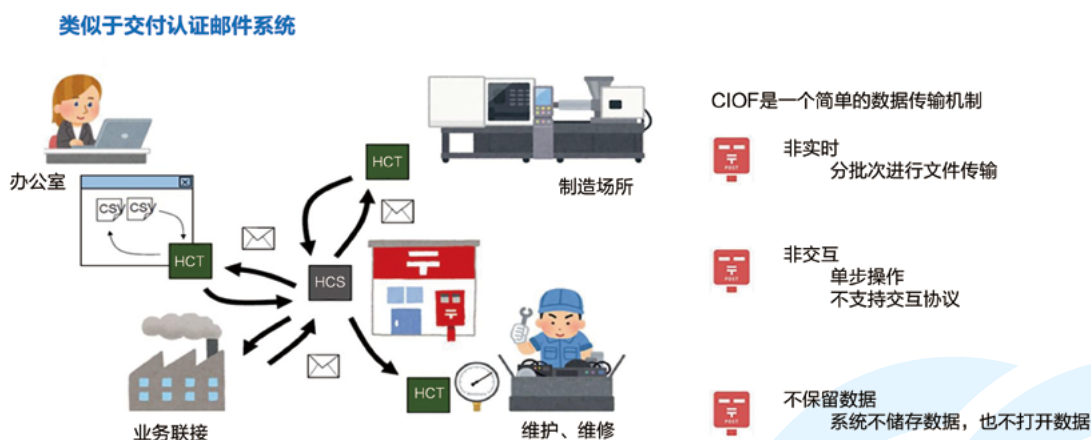 类似于交付认证邮件系统
办公室
CSV CSV
HCT
HCT
制造场所
HCS
业务联接
HCT
维护、维修
CIOF是一个简单的数据传输机制
POST
非实时
分批次进行文件传输
POST
非交互
单步操作
不支持交互协议
POST
不保留数据
系统不储存数据，也不打开数据